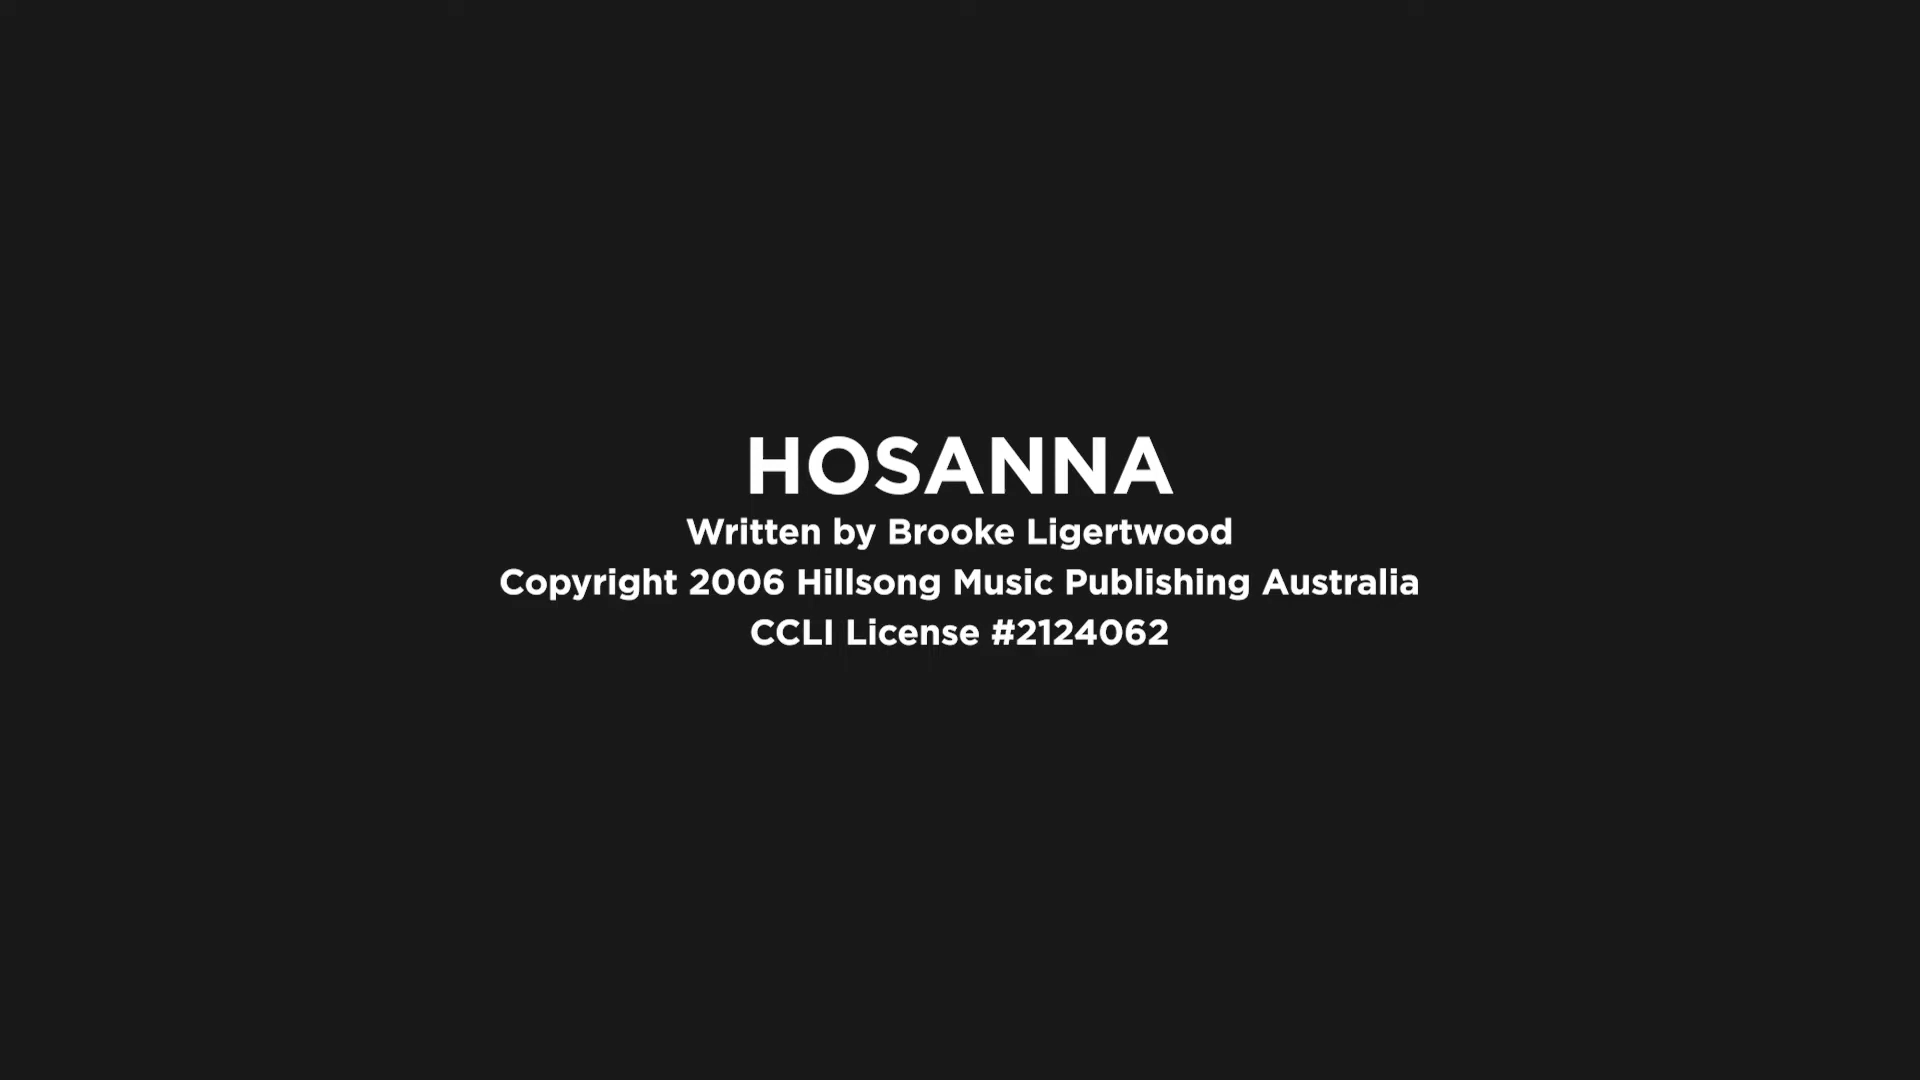 HOSANNA
Written by Brooke Ligertwood
Copyright 2006 Hillsong Music Publishing Australia
CCLI License #2124062